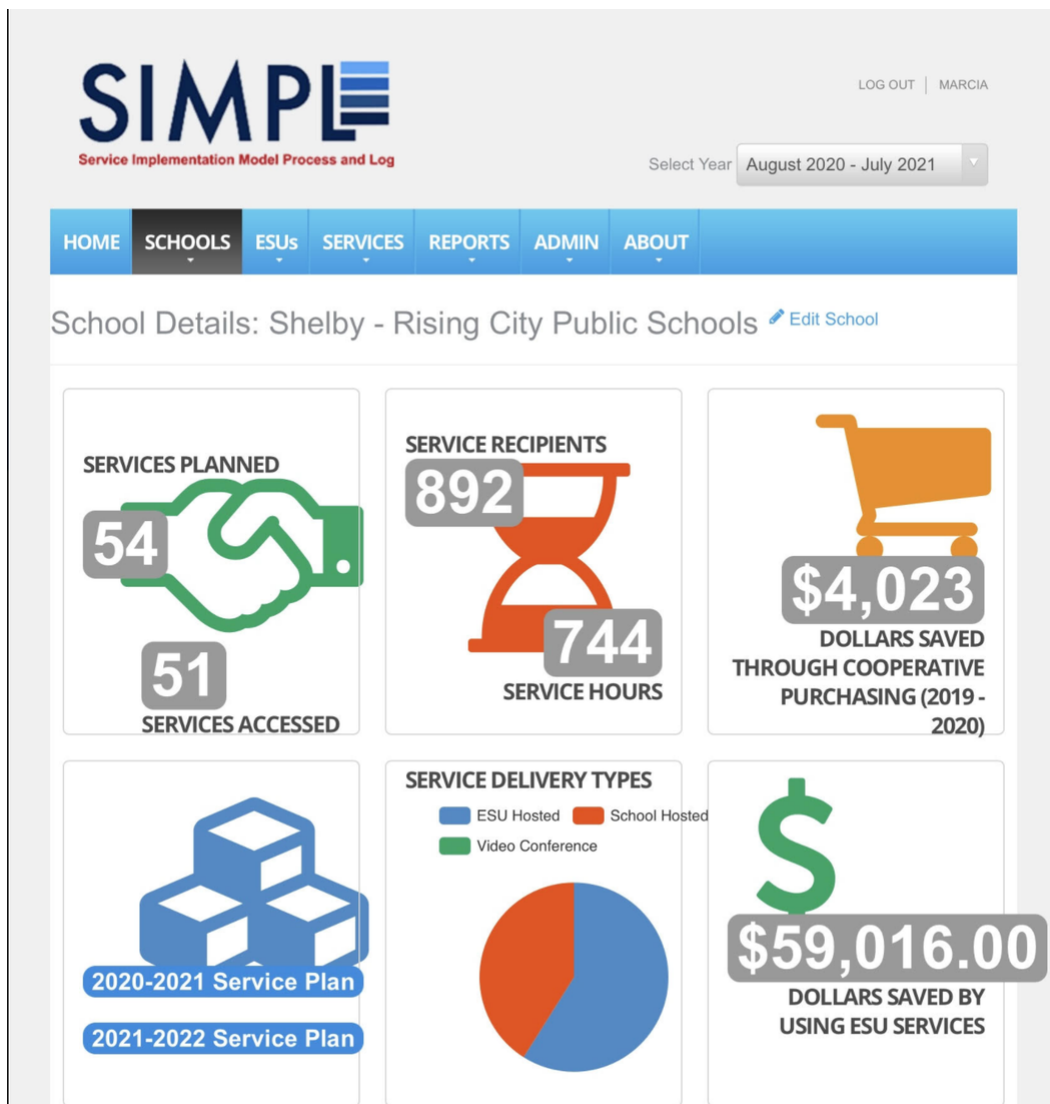 SIMPLE
Service Implementation Model Process and Log
LOG OUT | MARCIA
Select Year August 2020 - July 2021
HOME SCHOOLS ESUs SERVICES REPORTS ADMIN ABOUT
School Details: Shelby - Rising City Public Schools Edit School
SERVICES PLANNED
54
51
SERVICES ACCESSED
SERVICE RECIPIENTS
892
744
SERVICE HOURS
$4,023
DOLLARS SAVED
THROUGH COOPERATIVE
PURCHASING (2019 -
2020)
2020-2021 Service Plan
2021-2022 Service Plan
SERVICE DELIVERY TYPES
ESU Hosted School Hosted
Video Conference
$59,016.00
DOLLARS SAVED BY
USING ESU SERVICES